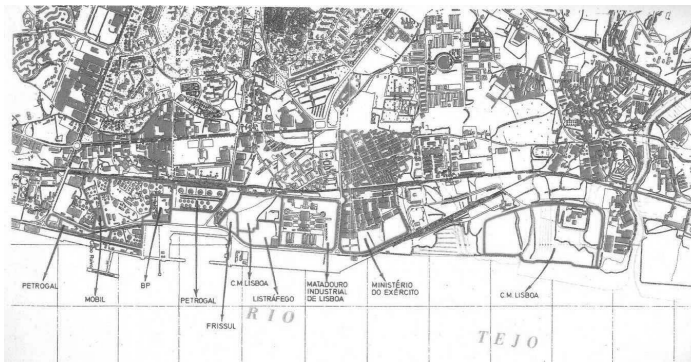 PETROGAL
MOBIL
BP
PETROGAL
FRISSUL
C.M. LISBOA
LISTRÁFEGO
MATADOURO
INDUSTRIAL
DE LISBOA
MINISTÉRIO
DO EXÉRCITO
C.M. LISBOA
RIO
TEJO